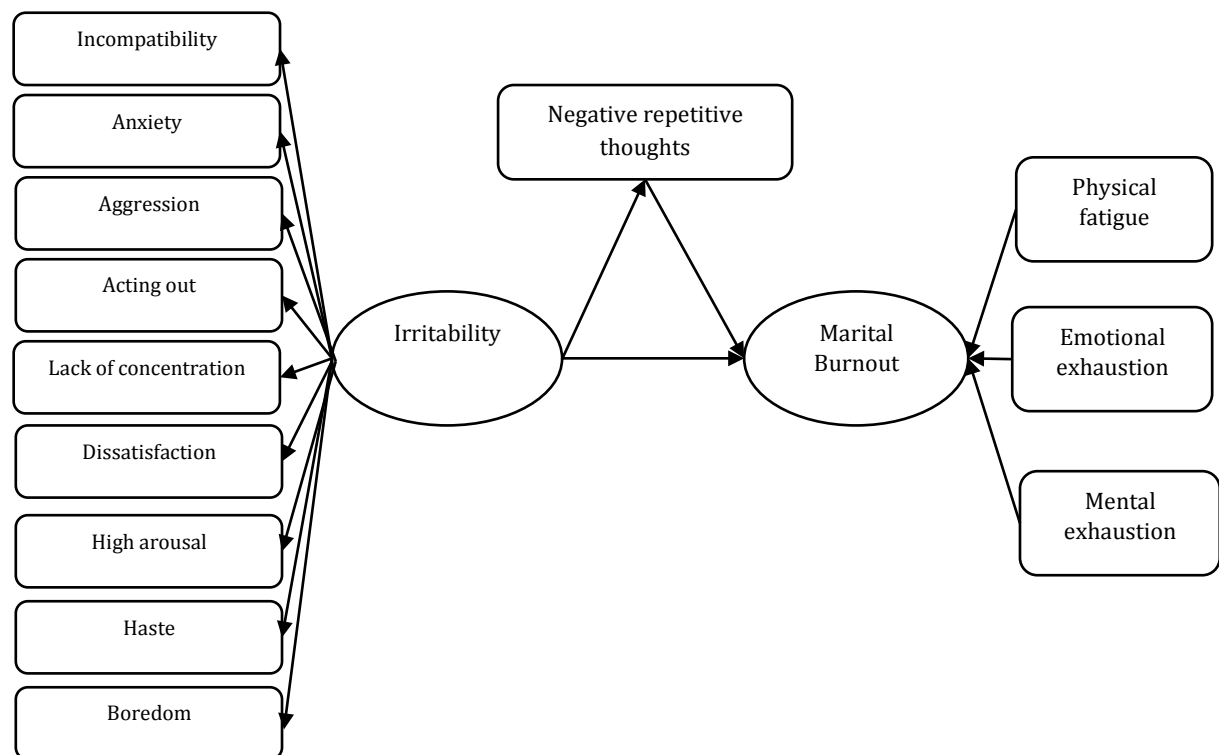 Incompatibility
Anxiety
Aggression
Acting out
Lack of concentration
Dissatisfaction
High arousal
Haste
Boredom
Irritability
Negative repetitive
thoughts
Marital
Burnout
Physical
fatigue
Emotional
exhaustion
Mental
exhaustion